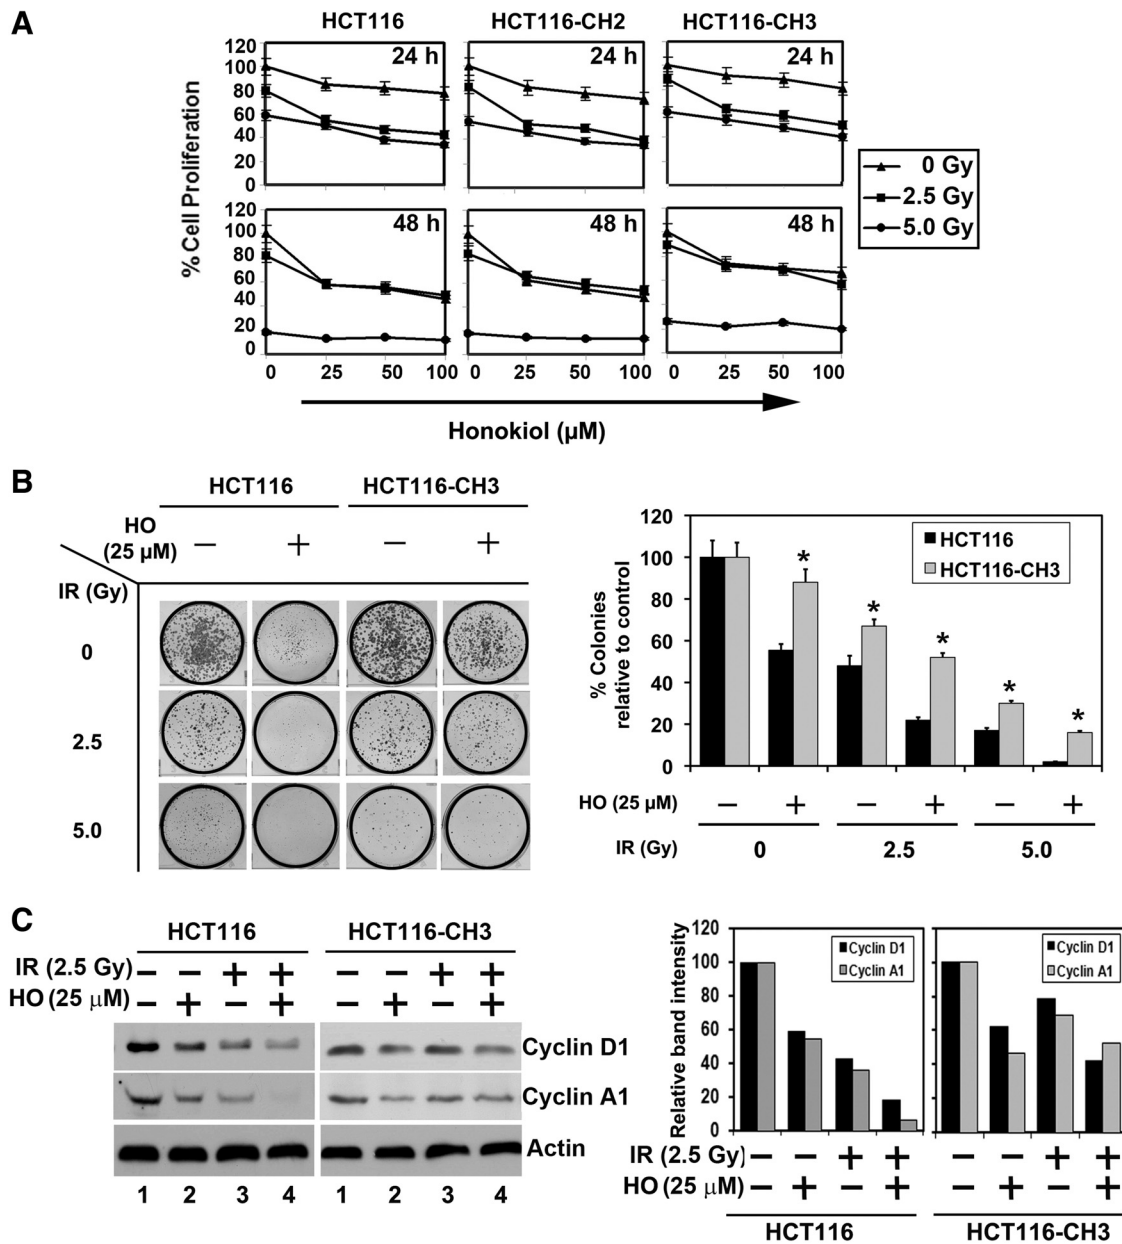 A
HCT116 HCT116-CH2 HCT116-CH3
120
100
80
60
40
20
0
24 h 24 h 24 h
% Cell Proliferation
0 Gy
2.5 Gy
5.0 Gy
120
100
80
60
40
20
0
48 h 48 h 48 h
0 25 50 100 0 25 50 100 0 25 50 100
Honokiol (µM)
B
HCT116 HCT116-CH3
HO
(25 µM) − + − +
IR (Gy)
0
2.5
5.0
% Colonies
relative to control
120
100
80
60
40
20
0
HCT116
HCT116-CH3
* * * * *
HO (25 µM) − + − + − +
IR (Gy) 0 2.5 5.0
C
HCT116 HCT116-CH3
IR (2.5 Gy) − − + + − − + +
HO (25 µM) − + − + − + − +
Cyclin D1
Cyclin A1
Actin
1 2 3 4 1 2 3 4
Relative band intensity
120
100
80
60
40
20
0
Cyclin D1
Cyclin A1
Cyclin D1
Cyclin A1
IR (2.5 Gy) − − + + − − + +
HO (25 µM) − + − + − + − +
HCT116 HCT116-CH3